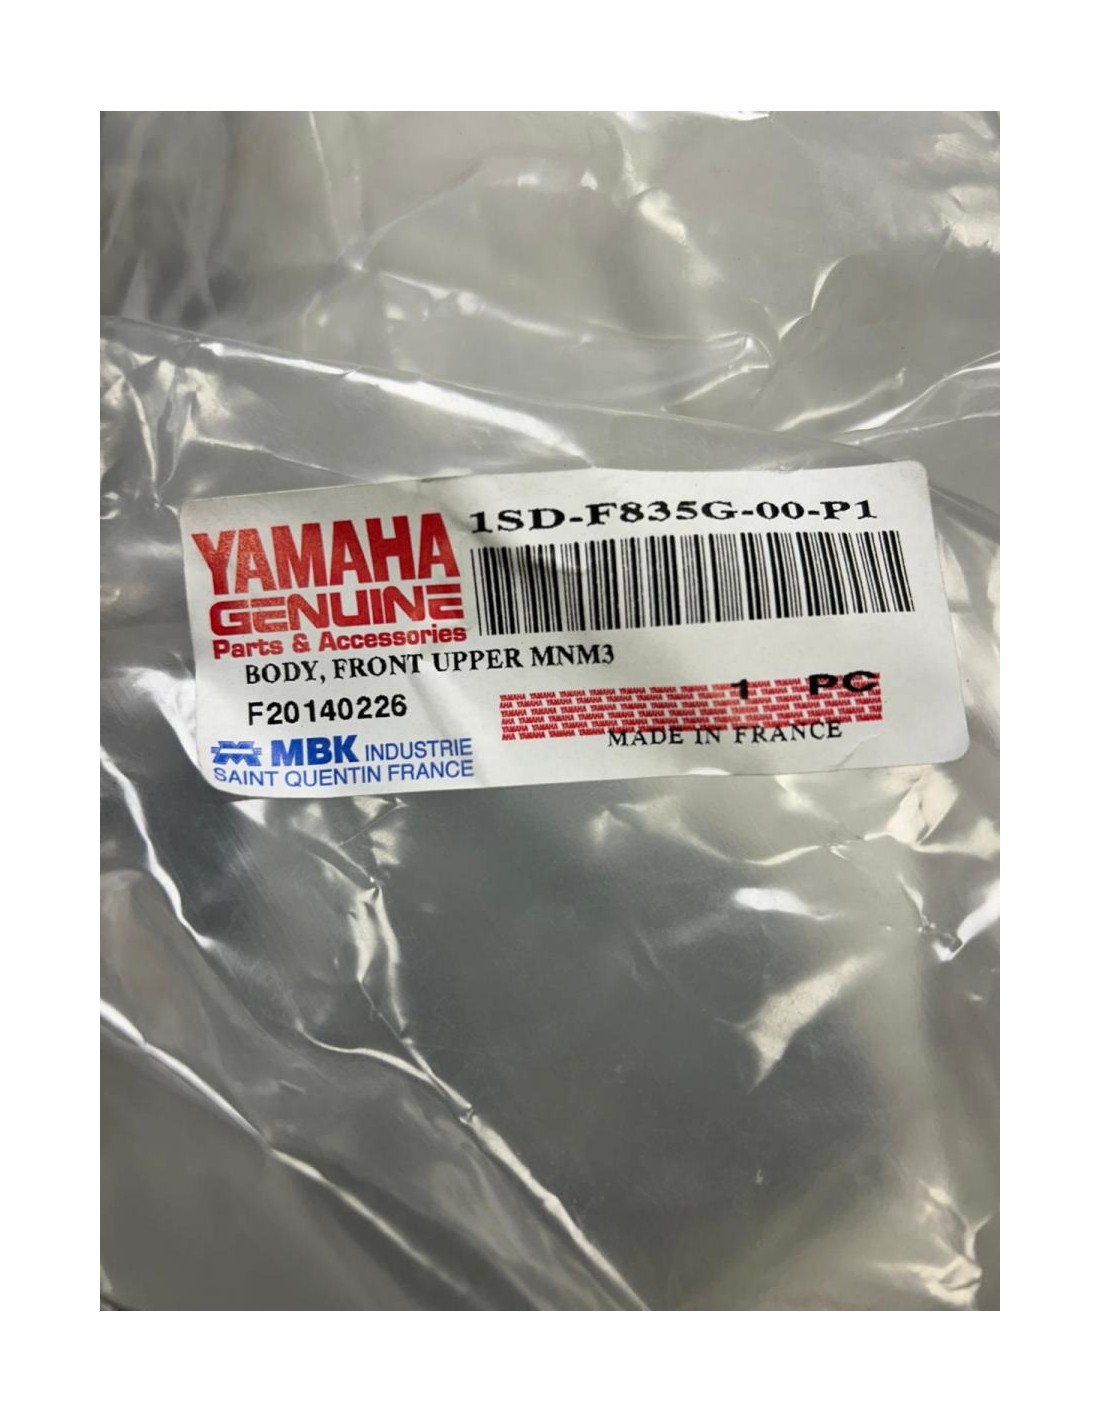 1SD-F835G-00-P1
YAMAHA
GENUINE
Parts & Accessories
BODY, FRONT UPPER MNM3
F20140226
1 PC
MADE IN FRANCE
MBK INDUSTRIE
SAINT QUENTIN FRANCE